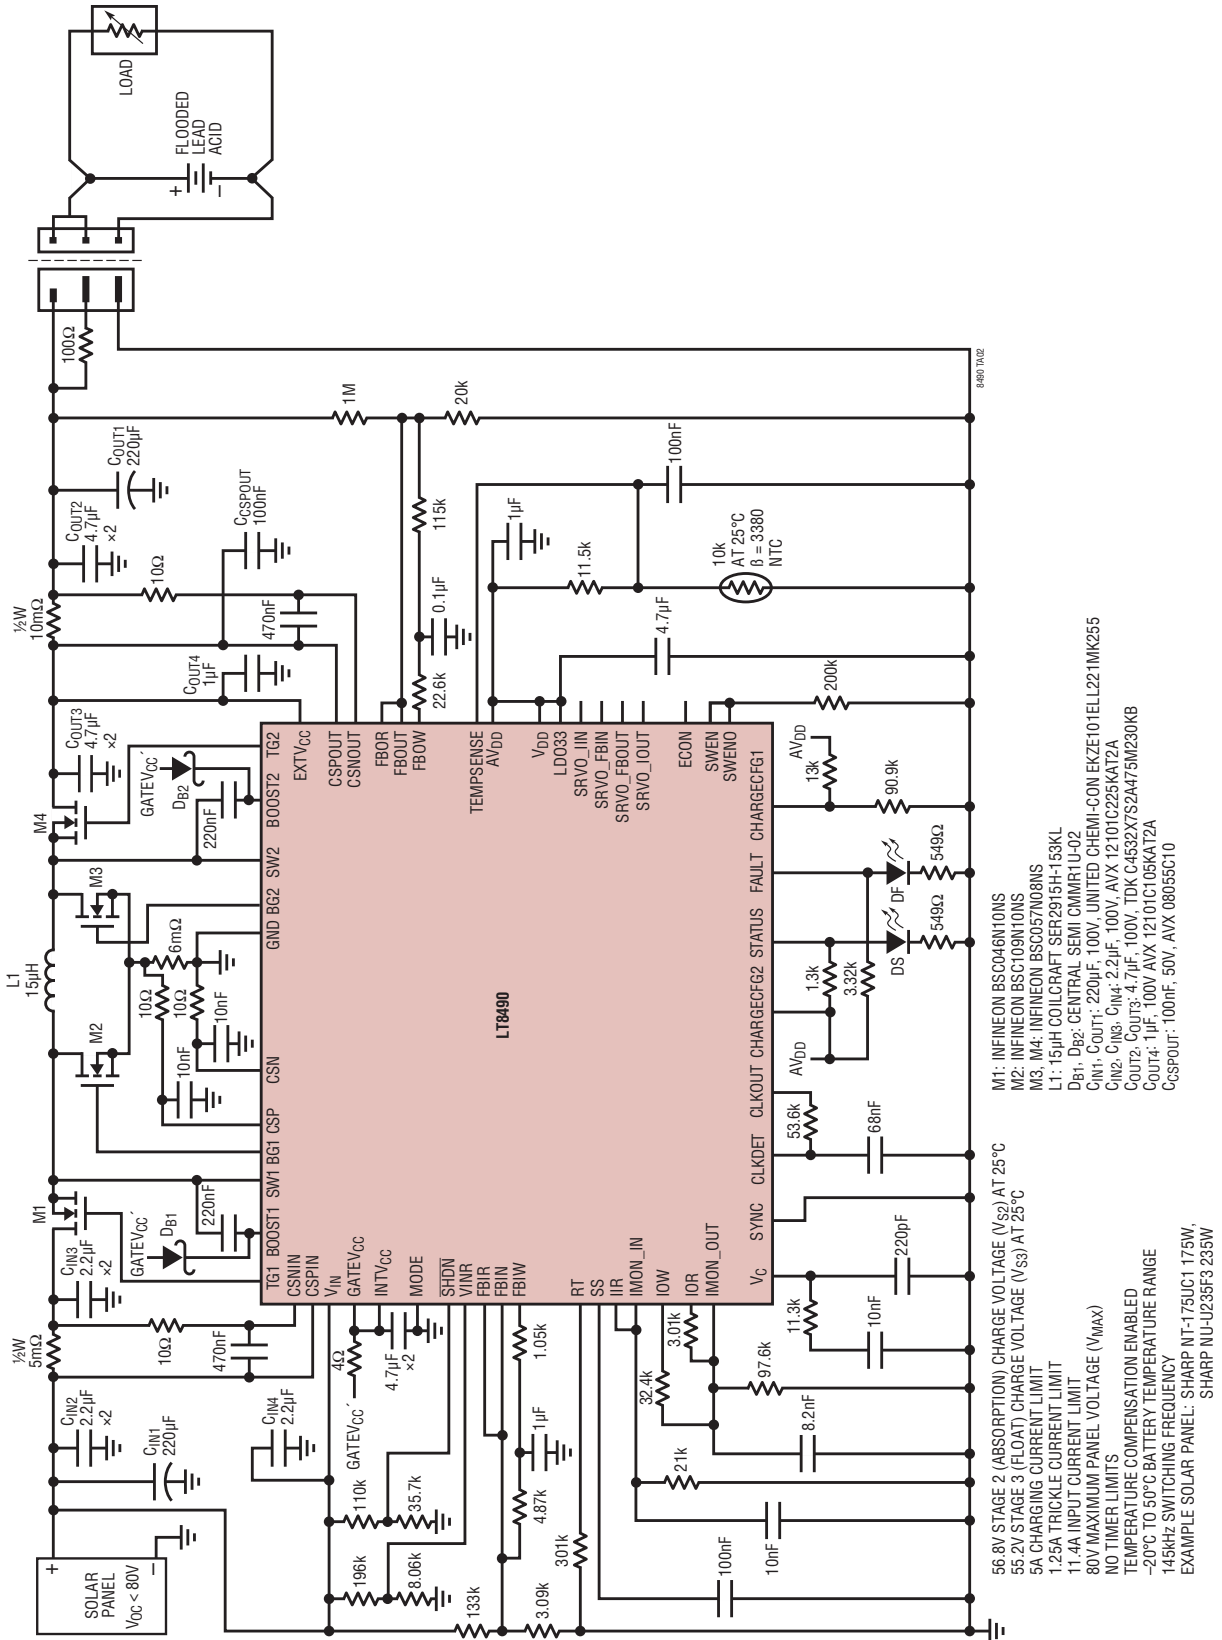 SOLAR
PANEL
VOC < 80V
+
−
CIN1
220µF
CIN2
2.2µF
×2
½W
5mΩ
CIN3
2.2µF
×2
10Ω
470nF
CIN4
2.2µF
M1
GATEVCC´
DB1
220nF
L1
15µH
M2
M3
10Ω
10Ω
6mΩ
10nF
10nF
M4
GATEVCC´
DB2
220nF
COUT3
4.7µF
×2
COUT4
1µF
½W
10mΩ
10Ω
470nF
CCSPOUT
100nF
COUT2
4.7µF
×2
COUT1
220µF
100Ω
+
−
FLOODED
LEAD
ACID
LOAD
TG1
BOOST1
SW1
BG1
CSP
CSN
GND
BG2
SW2
BOOST2
TG2
CSNIN
CSPIN
VIN
GATEVCC
INTVCC
MODE
SHDN
VINR
FBIR
FBIN
FBIW
RT
SS
IIR
IMON_IN
IOW
IOR
IMON_OUT
LT8490
EXTVCC
CSPOUT
CSNOUT
FBOR
FBOUT
FBOW
TEMPSENSE
AVDD
VDD
LDO33
SRVO_IIN
SRVO_FBIN
SRVO_FBOUT
SRVO_IOUT
ECON
SWEN
SWENO
VC
SYNC
CLKDET
CLKOUT
CHARGECFG2
STATUS
FAULT
CHARGECFG1
GATEVCC´
4Ω
4.7µF
×2
110k
35.7k
196k
8.06k
133k
3.09k
1.05k
4.87k
1µF
301k
100nF
10nF
21k
32.4k
3.01k
97.6k
8.2nF
11.3k
10nF
220pF
53.6k
68nF
AVDD
1.3k
3.32k
DS
DF
549Ω
549Ω
AVDD
13k
90.9k
200k
4.7µF
1M
20k
115k
22.6k
0.1µF
1µF
11.5k
100nF
10k
AT 25°C
ß = 3380
NTC
8490 TA02
56.8V STAGE 2 (ABSORPTION) CHARGE VOLTAGE (VS2) AT 25°C
55.2V STAGE 3 (FLOAT) CHARGE VOLTAGE (VS3) AT 25°C
5A CHARGING CURRENT LIMIT
1.25A TRICKLE CURRENT LIMIT
11.4A INPUT CURRENT LIMIT
80V MAXIMUM PANEL VOLTAGE (VMAX)
NO TIMER LIMITS
TEMPERATURE COMPENSATION ENABLED
–20°C TO 50°C BATTERY TEMPERATURE RANGE
145kHz SWITCHING FREQUENCY
EXAMPLE SOLAR PANEL: SHARP NT-175UC1 175W,
SHARP NU-U235F3 235W
M1: INFINEON BSC046N10NS
M2: INFINEON BSC109N10NS
M3, M4: INFINEON BSC057N08NS
L1: 15µH COILCRAFT SER2915H-153KL
DB1, DB2: CENTRAL SEMI CMMR1U-02
CIN1, COUT1: 220µF, 100V, UNITED CHEMI-CON EKZE101ELL221MK255
CIN2, CIN3, CIN4: 2.2µF, 100V, AVX 12101C225KAT2A
COUT2, COUT3: 4.7µF, 100V, TDK C4532X7S2A475M230KB
COUT4: 1µF, 100V AVX 12101C105KAT2A
CCSPOUT: 100nF, 50V, AVX 08055C10